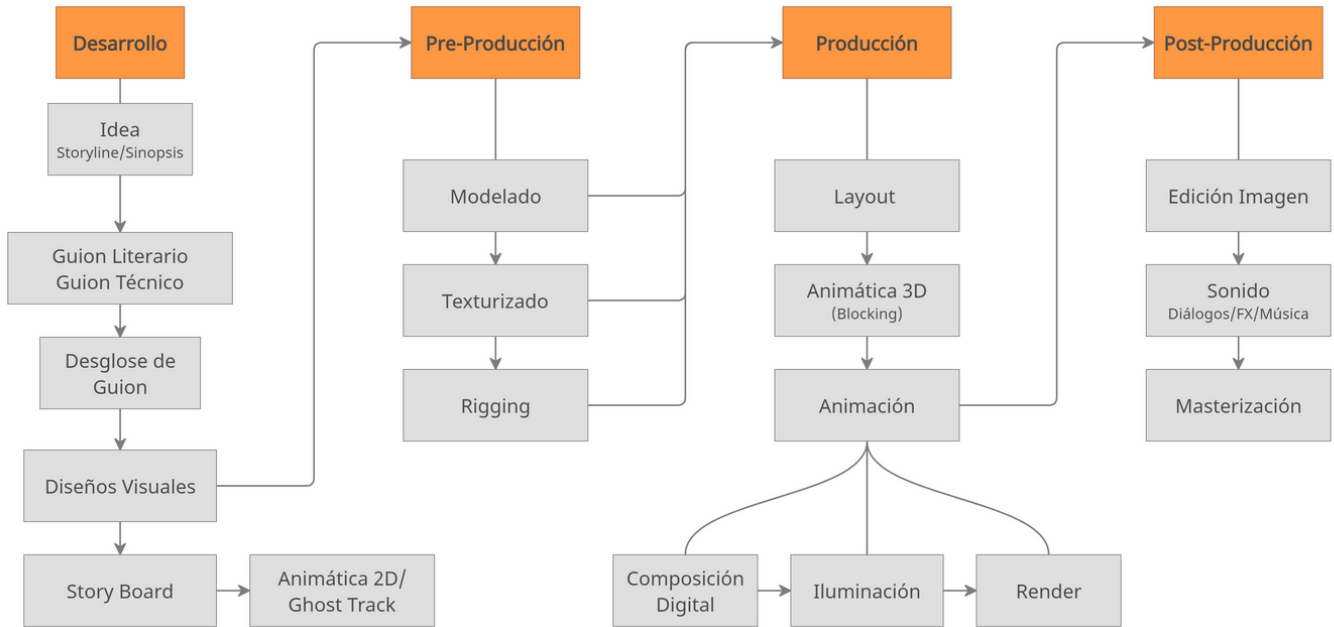 Desarrollo
Idea
Storyline/Sinopsis
Guion Literario
Guion Técnico
Desglose de
Guion
Diseños Visuales
Story Board
Animática 2D/
Ghost Track
Pre-Producción
Modelado
Texturizado
Rigging
Producción
Layout
Animática 3D
(Blocking)
Animación
Composición
Digital
Iluminación
Render
Post-Producción
Edición Imagen
Sonido
Diálogos/FX/Música
Masterización